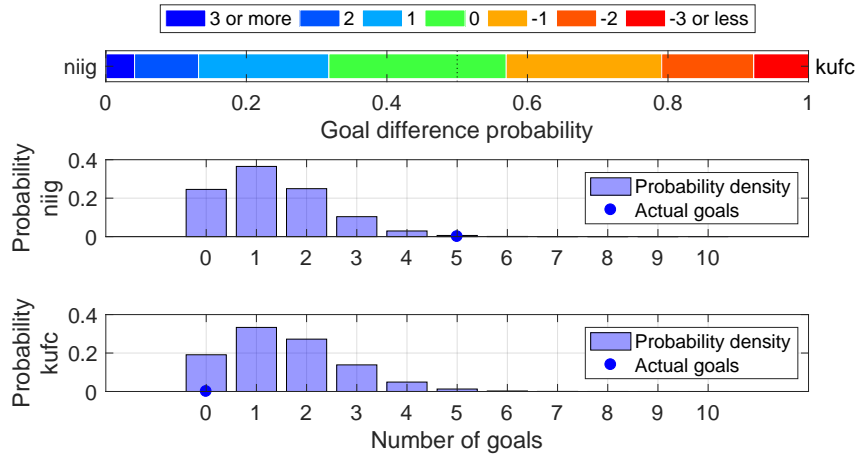 3 or more 2 1 0 -1 -2 -3 or less
niig kufc
0 0.2 0.4 0.6 0.8 1
Goal difference probability
Probability
niig
0.4
0.2
0
Probability density
Actual goals
0 1 2 3 4 5 6 7 8 9 10
Probability
kufc
0.4
0.2
0
Probability density
Actual goals
0 1 2 3 4 5 6 7 8 9 10
Number of goals